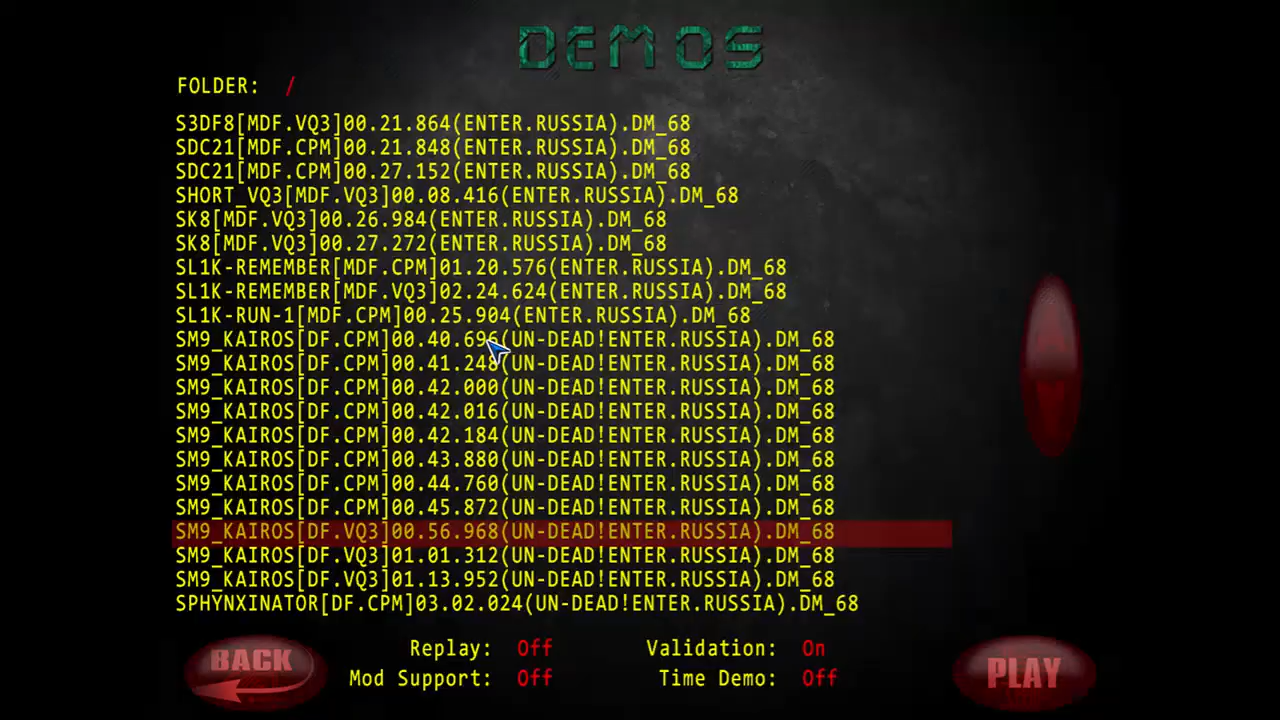 DEMOS
FOLDER: /
S3DF8[MDF.VQ3]00.21.864(ENTER.RUSSIA).DM_68
SDC21[MDF.CPM]00.21.848(ENTER.RUSSIA).DM_68
SDC21[MDF.CPM]00.27.152(ENTER.RUSSIA).DM_68
SHORT_VQ3[MDF.VQ3]00.08.416(ENTER.RUSSIA).DM_68
SK8[MDF.VQ3]00.26.984(ENTER.RUSSIA).DM_68
SK8[MDF.VQ3]00.27.272(ENTER.RUSSIA).DM_68
SL1K-REMEMBER[MDF.CPM]01.20.576(ENTER.RUSSIA).DM_68
SL1K-REMEMBER[MDF.VQ3]02.24.624(ENTER.RUSSIA).DM_68
SL1K-RUN-1[MDF.CPM]00.25.904(ENTER.RUSSIA).DM_68
SM9_KAIROS[DF.CPM]00.40.696(UN-DEAD!ENTER.RUSSIA).DM_68
SM9_KAIROS[DF.CPM]00.41.248(UN-DEAD!ENTER.RUSSIA).DM_68
SM9_KAIROS[DF.CPM]00.42.000(UN-DEAD!ENTER.RUSSIA).DM_68
SM9_KAIROS[DF.CPM]00.42.016(UN-DEAD!ENTER.RUSSIA).DM_68
SM9_KAIROS[DF.CPM]00.42.184(UN-DEAD!ENTER.RUSSIA).DM_68
SM9_KAIROS[DF.CPM]00.43.880(UN-DEAD!ENTER.RUSSIA).DM_68
SM9_KAIROS[DF.CPM]00.44.760(UN-DEAD!ENTER.RUSSIA).DM_68
SM9_KAIROS[DF.CPM]00.45.872(UN-DEAD!ENTER.RUSSIA).DM_68
SM9_KAIROS[DF.VQ3]00.56.968(UN-DEAD!ENTER.RUSSIA).DM_68
SM9_KAIROS[DF.VQ3]01.01.312(UN-DEAD!ENTER.RUSSIA).DM_68
SM9_KAIROS[DF.VQ3]01.13.952(UN-DEAD!ENTER.RUSSIA).DM_68
SPHYNXINATOR[DF.CPM]03.02.024(UN-DEAD!ENTER.RUSSIA).DM_68
Replay: Off Validation: On
Mod Support: Off Time Demo: Off
BACK
PLAY